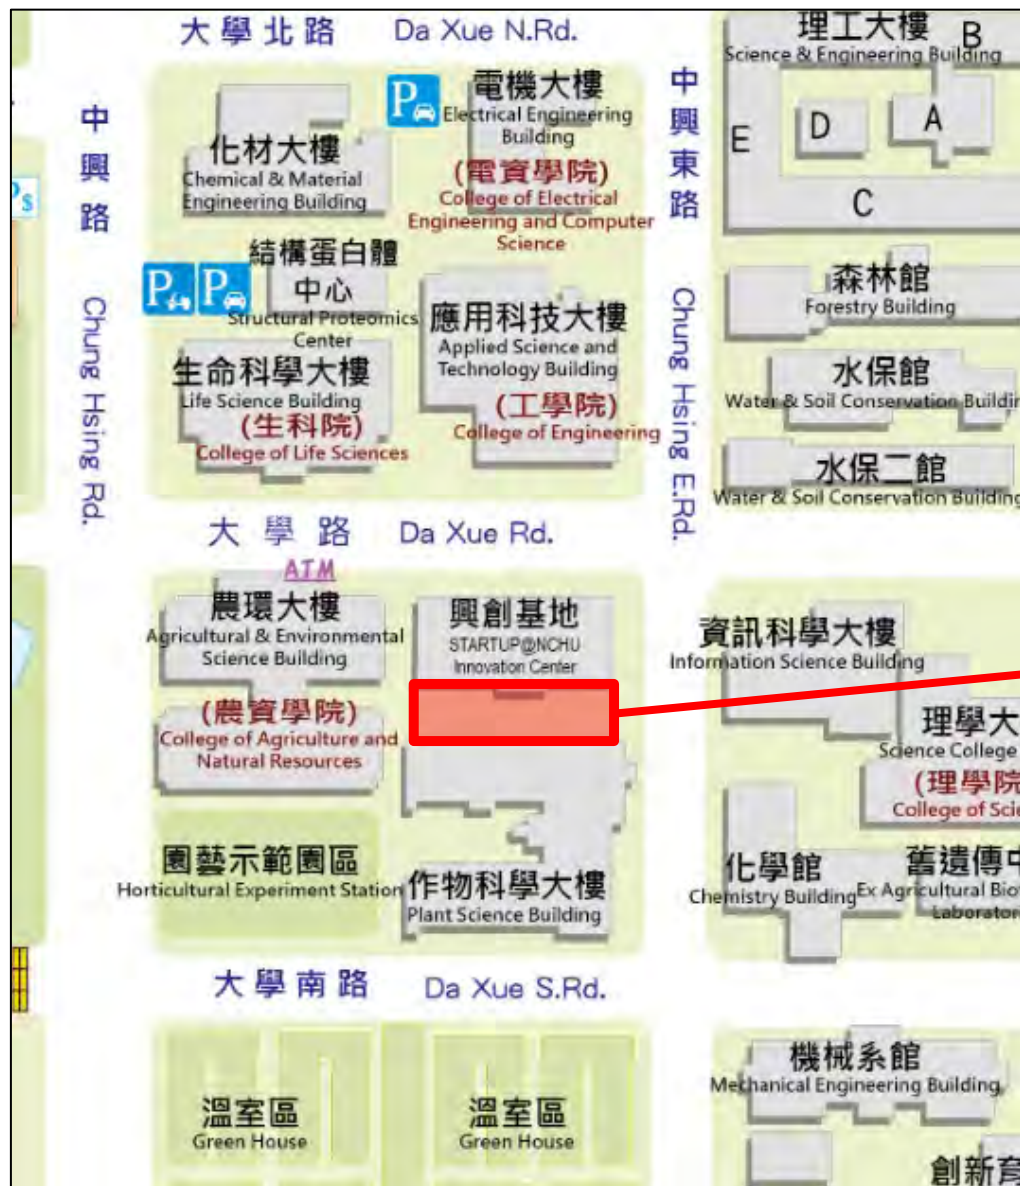 大學北路 Da Xue N.Rd.
中興路
Chung Hsing Rd.
中興東路
Chung Hsing E.Rd.
化材大樓
Chemical & Material
Engineering Building
P
電機大樓
Electrical Engineering
Building
(電資學院)
College of Electrical
Engineering and Computer
Science
理工大樓
Science & Engineering Building
B
D
A
E
C
$
P
P
結構蛋白體
中心
Structural Proteomics
Center
應用科技大樓
Applied Science and
Technology Building
(工學院)
College of Engineering
生命科學大樓
Life Science Building
(生科院)
College of Life Sciences
森林館
Forestry Building
水保館
Water & Soil Conservation
水保二館
Water & Soil Conservation Building
大學路 Da Xue Rd.
ATM
農環大樓
Agricultural & Environmental
Science Building
(農資學院)
College of Agriculture and
Natural Resources
興創基地
STARTUP@NCHU
Innovation Center
資訊科學大樓
Information Science Building
理學大
Science College
(理學院
College of
園藝示範園區
Horticultural Experiment Station
作物科學大樓
Plant Science Building
化學館
Chemistry Building
舊遺傳
Ex Agricultural
大學南路 Da Xue S.Rd.
溫室區
Green House
溫室區
Green House
機械系館
Mechanical Engineering Building
創新